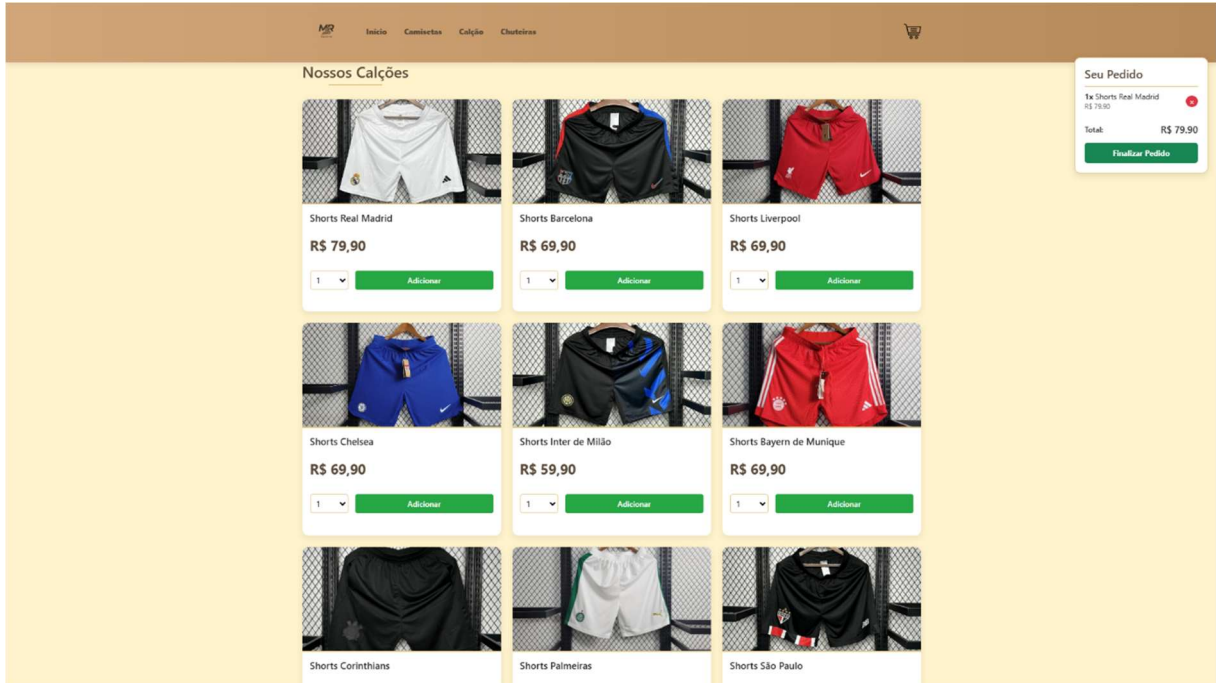 MR
Início Camisetas Calção Chuteiras
Nossos Calções
Seu Pedido
1x Shorts Real Madrid
R$ 79,90
x
Total: R$ 79,90
Finalizar Pedido
Shorts Real Madrid
R$ 79,90
1 Adicionar
Shorts Barcelona
R$ 69,90
1 Adicionar
Shorts Liverpool
R$ 69,90
1 Adicionar
Shorts Chelsea
R$ 69,90
1 Adicionar
Shorts Inter de Milão
R$ 59,90
1 Adicionar
Shorts Bayern de Munique
R$ 69,90
1 Adicionar
Shorts Corinthians
Shorts Palmeiras
Shorts São Paulo